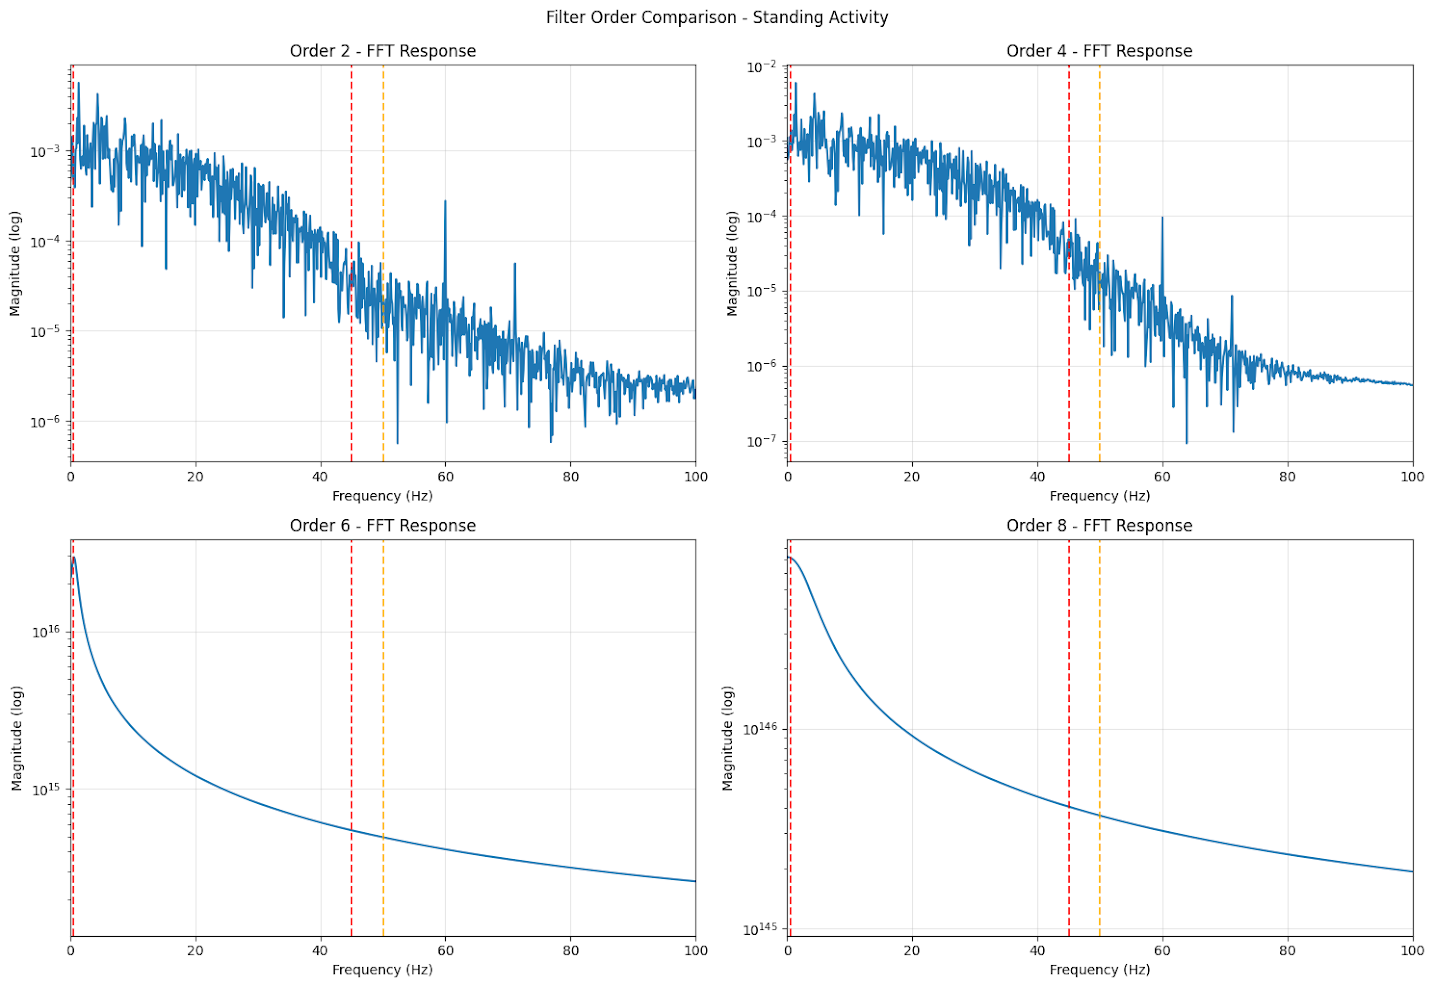 Filter Order Comparison - Standing Activity
Order 2 - FFT Response
Magnitude (log)
10⁻³
10⁻⁴
10⁻⁵
10⁻⁶
0 20 40 60 80 100
Frequency (Hz)
Order 4 - FFT Response
Magnitude (log)
10⁻²
10⁻³
10⁻⁴
10⁻⁵
10⁻⁶
10⁻⁷
0 20 40 60 80 100
Frequency (Hz)
Order 6 - FFT Response
Magnitude (log)
10¹⁶
10¹⁵
0 20 40 60 80 100
Frequency (Hz)
Order 8 - FFT Response
Magnitude (log)
10¹⁴⁶
10¹⁴⁵
0 20 40 60 80 100
Frequency (Hz)